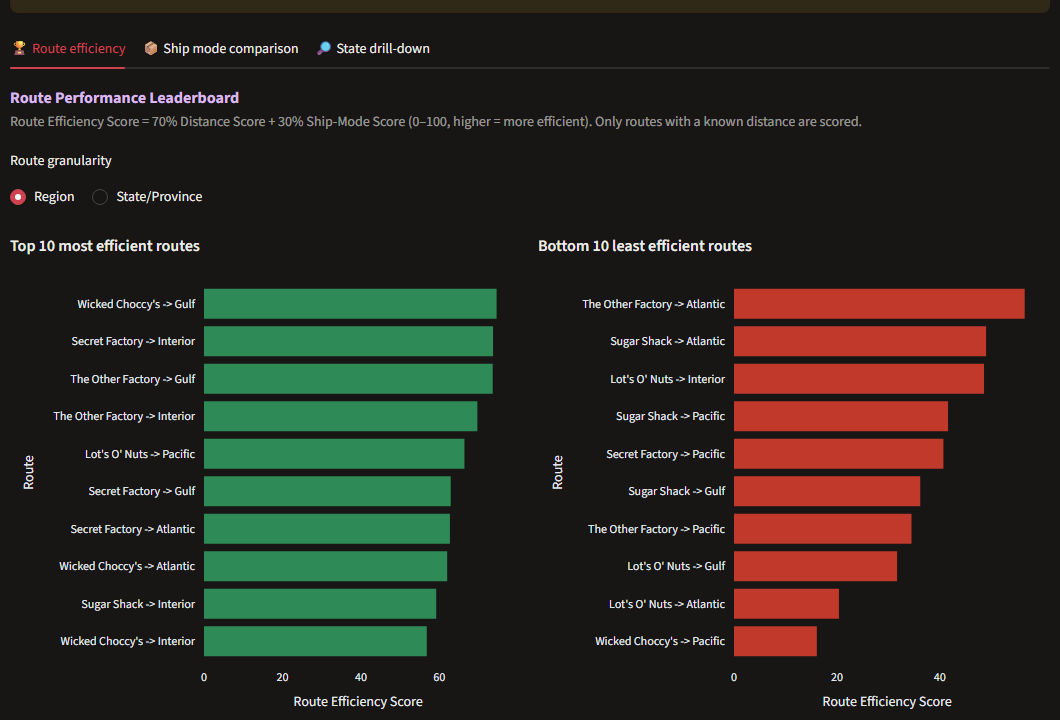 Route efficiency
Ship mode comparison
State drill-down
Route Performance Leaderboard
Route Efficiency Score = 70% Distance Score + 30% Ship-Mode Score (0–100, higher = more efficient). Only routes with a known distance are scored.
Route granularity
Region
State/Province
Top 10 most efficient routes
Route
Wicked Choccy's -> Gulf
Secret Factory -> Interior
The Other Factory -> Gulf
The Other Factory -> Interior
Lot's O' Nuts -> Pacific
Secret Factory -> Gulf
Secret Factory -> Atlantic
Wicked Choccy's -> Atlantic
Sugar Shack -> Interior
Wicked Choccy's -> Interior
0 20 40 60
Route Efficiency Score
Bottom 10 least efficient routes
Route
The Other Factory -> Atlantic
Sugar Shack -> Atlantic
Lot's O' Nuts -> Interior
Sugar Shack -> Pacific
Secret Factory -> Pacific
Sugar Shack -> Gulf
The Other Factory -> Pacific
Lot's O' Nuts -> Gulf
Lot's O' Nuts -> Atlantic
Wicked Choccy's -> Pacific
0 20 40
Route Efficiency Score